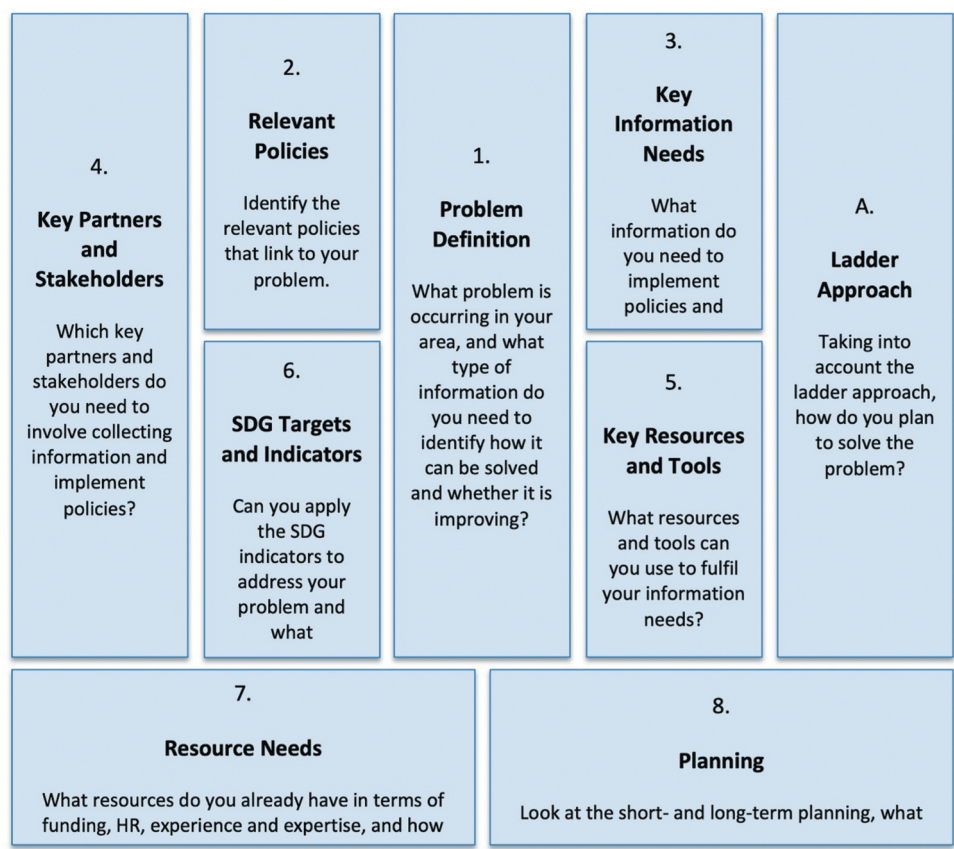 4.
Key Partners
and
Stakeholders
Which key
partners and
stakeholders do
you need to
involve collecting
information and
implement
policies?
2.
Relevant
Policies
Identify the
relevant policies
that link to your
problem.
6.
SDG Targets
and Indicators
Can you apply
the SDG
indicators to
address your
problem and
what
1.
Problem
Definition
What problem is
occurring in your
area, and what
type of
information do
you need to
identify how it
can be solved
and whether it is
improving?
3.
Key
Information
Needs
What
information do
you need to
implement
policies and
5.
Key Resources
and Tools
What resources
and tools can
you use to fulfil
your information
needs?
A.
Ladder
Approach
Taking into
account the
ladder approach,
how do you plan
to solve the
problem?
7.
Resource Needs
What resources do you already have in terms of
funding, HR, experience and expertise, and how
8.
Planning
Look at the short- and long-term planning, what